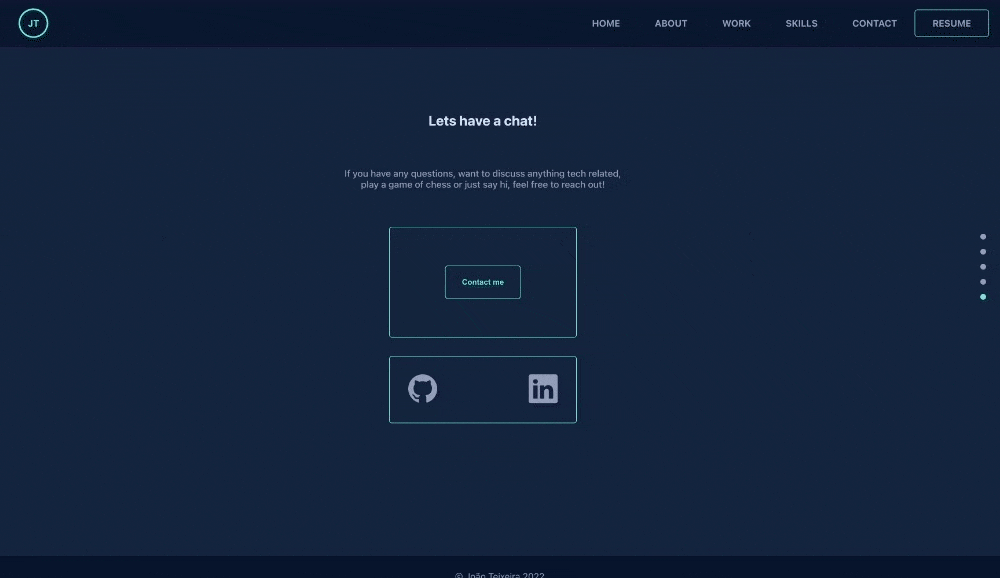 JT
HOME ABOUT WORK SKILLS CONTACT RESUME
Lets have a chat!
If you have any questions, want to discuss anything tech related,
play a game of chess or just say hi, feel free to reach out!
Contact me
in
© João Teixeira 2022